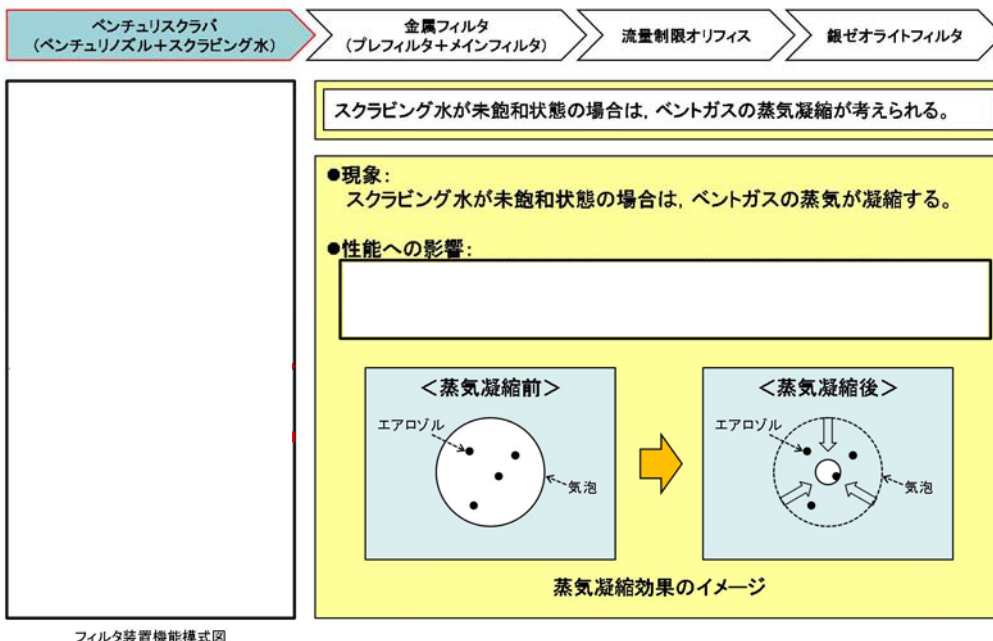 ベンチュリスクラバ
(ベンチュリノズル＋スクラビング水)
金属フィルタ
(プレフィルタ＋メインフィルタ)
流量制限オリフィス
銀ゼオライトフィルタ
スクラビング水が未飽和状態の場合は，ベントガスの蒸気凝縮が考えられる。
●現象：
スクラビング水が未飽和状態の場合は，ベントガスの蒸気が凝縮する。
●性能への影響：
＜蒸気凝縮前＞
エアロゾル
気泡
＜蒸気凝縮後＞
エアロゾル
気泡
蒸気凝縮効果のイメージ
フィルタ装置機能模式図